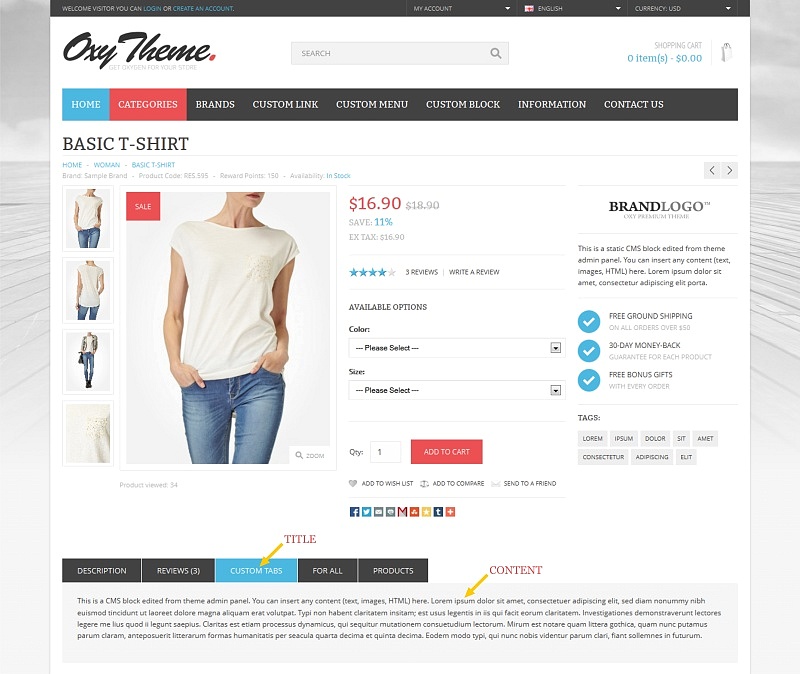 WELCOME VISITOR YOU CAN LOGIN OR CREATE AN ACCOUNT.
MY ACCOUNT
ENGLISH
CURRENCY: USD
Oxy Theme.
GET OXYGEN FOR YOUR STORE
SEARCH
SHOPPING CART
0 item(s) - $0.00
HOME CATEGORIES BRANDS CUSTOM LINK CUSTOM MENU CUSTOM BLOCK INFORMATION CONTACT US
BASIC T-SHIRT
HOME - WOMAN - BASIC T-SHIRT
Brand: Sample Brand - Product Code: RES.595 - Reward Points: 150 - Availability: In Stock
SALE
ZOOM
Product viewed: 34
$16.90 $18.90
SAVE: 11%
EX TAX: $16.90
3 REVIEWS | WRITE A REVIEW
AVAILABLE OPTIONS
Color:
--- Please Select ---
Size:
--- Please Select ---
Qty: 1 ADD TO CART
ADD TO WISH LIST ADD TO COMPARE SEND TO A FRIEND
BRANDLOGO™
OXY PREMIUM THEME
This is a static CMS block edited from theme
admin panel. You can insert any content (text,
images, HTML) here. Lorem ipsum dolor sit
amet, consectetur adipiscing elit porta.
FREE GROUND SHIPPING
ON ALL ORDERS OVER $50
30-DAY MONEY-BACK
GUARANTEE FOR EACH PRODUCT
FREE BONUS GIFTS
WITH EVERY ORDER
TAGS:
LOREM IPSUM DOLOR SIT AMET
CONSECTETUR ADIPISCING ELIT
TITLE
CONTENT
DESCRIPTION REVIEWS (3) CUSTOM TABS FOR ALL PRODUCTS
This is a CMS block edited from theme admin panel. You can insert any content (text, images, HTML) here. Lorem ipsum dolor sit amet, consectetuer adipiscing elit, sed diam nonummy nibh
euismod tincidunt ut laoreet dolore magna aliquam erat volutpat. Typi non habent claritatem insitam; est usus legentis in iis qui facit eorum claritatem. Investigationes demonstraverunt lectores
legere me lius quod ii legunt saepius. Claritas est etiam processus dynamicus, qui sequitur mutationem consuetudium lectorum. Mirum est notare quam littera gothica, quam nunc putamus
parum claram, anteposuerit litterarum formas humanitatis per seacula quarta decima et quinta decima. Eodem modo typi, qui nunc nobis videntur parum clari, fiant sollemnes in futurum.